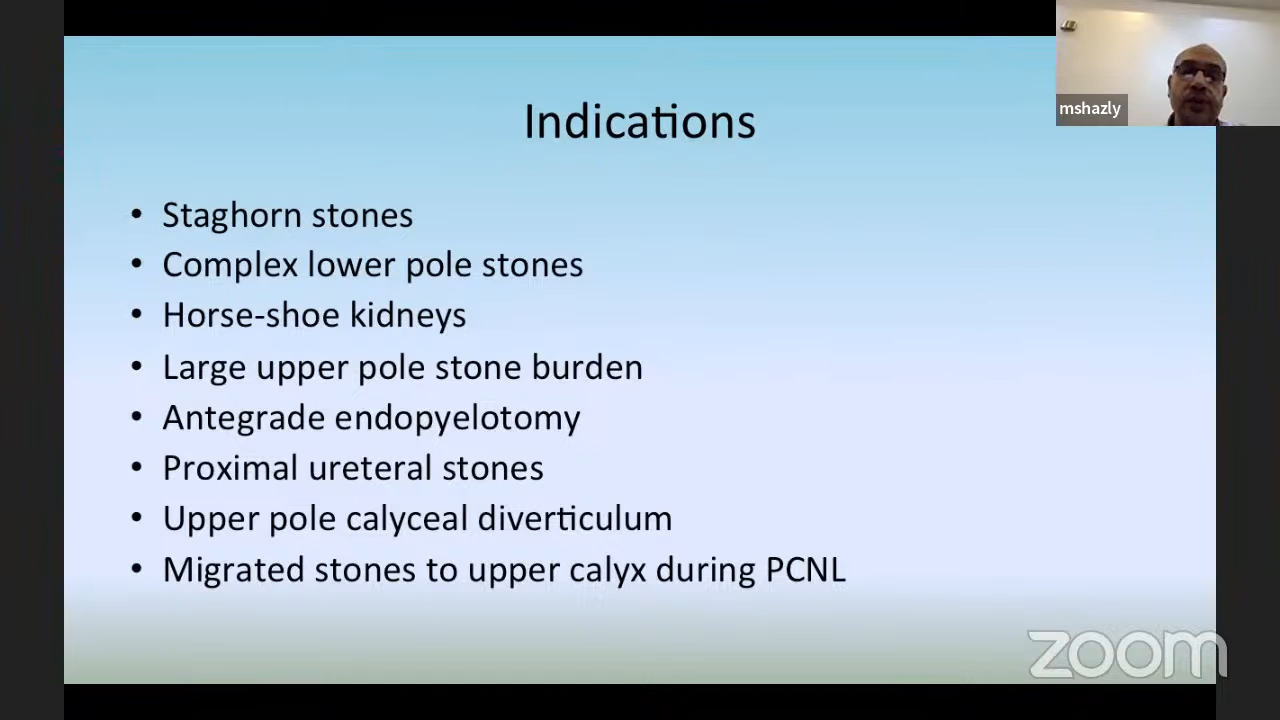 mshazly
Indications
• Staghorn stones
• Complex lower pole stones
• Horse-shoe kidneys
• Large upper pole stone burden
• Antegrade endopyelotomy
• Proximal ureteral stones
• Upper pole calyceal diverticulum
• Migrated stones to upper calyx during PCNL
zoom